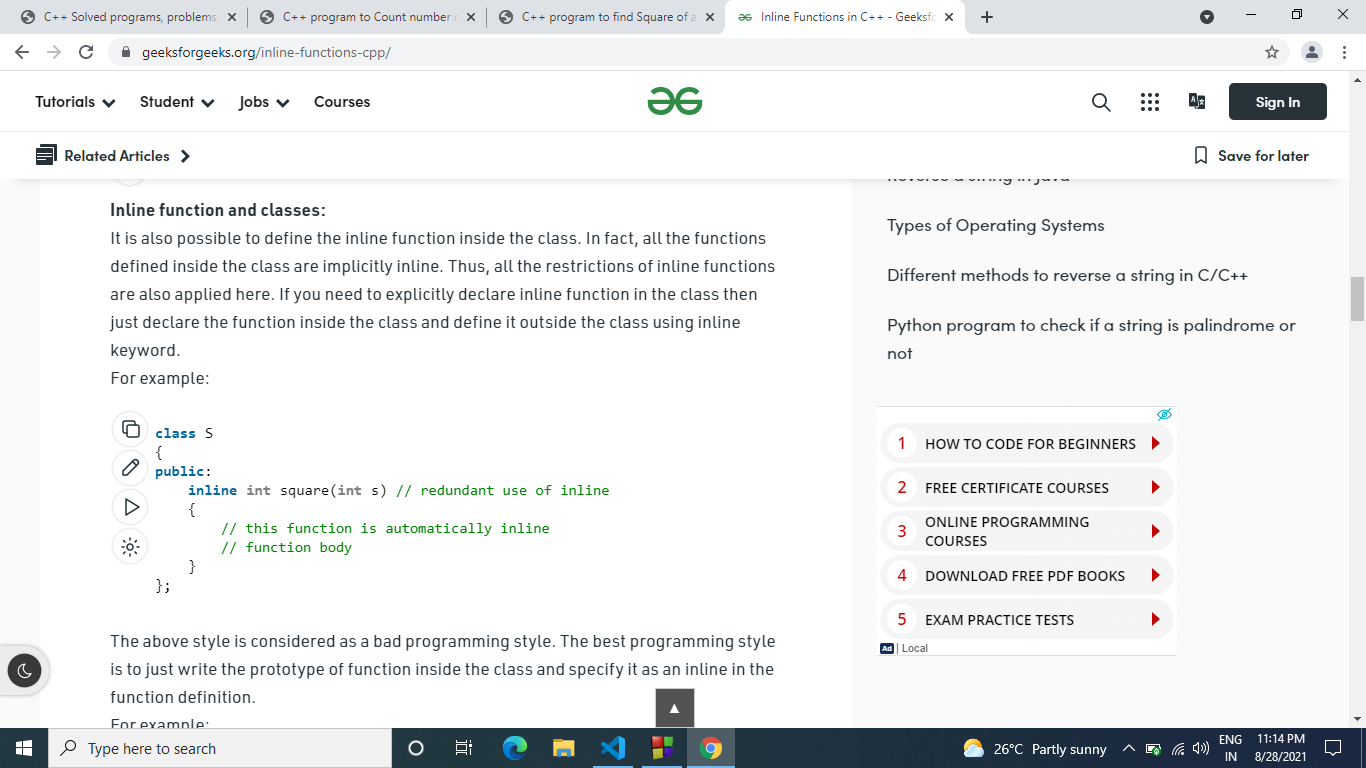 C++ Solved programs, problems,
C++ program to Count number o
C++ program to find Square of a
Inline Functions in C++ - Geeksfo
geeksforgeeks.org/inline-functions-cpp/
Tutorials
Student
Jobs
Courses
Sign In
Related Articles
Save for later
Reverse a string in Java
Inline function and classes:
It is also possible to define the inline function inside the class. In fact, all the functions
defined inside the class are implicitly inline. Thus, all the restrictions of inline functions
are also applied here. If you need to explicitly declare inline function in the class then
just declare the function inside the class and define it outside the class using inline
keyword.
For example:
class S
{
public:
    inline int square(int s) // redundant use of inline
    {
        // this function is automatically inline
        // function body
    }
};
The above style is considered as a bad programming style. The best programming style
is to just write the prototype of function inside the class and specify it as an inline in the
function definition.
For example:
Types of Operating Systems
Different methods to reverse a string in C/C++
Python program to check if a string is palindrome or
not
1 HOW TO CODE FOR BEGINNERS
2 FREE CERTIFICATE COURSES
3 ONLINE PROGRAMMING
COURSES
4 DOWNLOAD FREE PDF BOOKS
5 EXAM PRACTICE TESTS
Ad | Local
Type here to search
26°C Partly sunny
ENG
IN
11:14 PM
8/28/2021